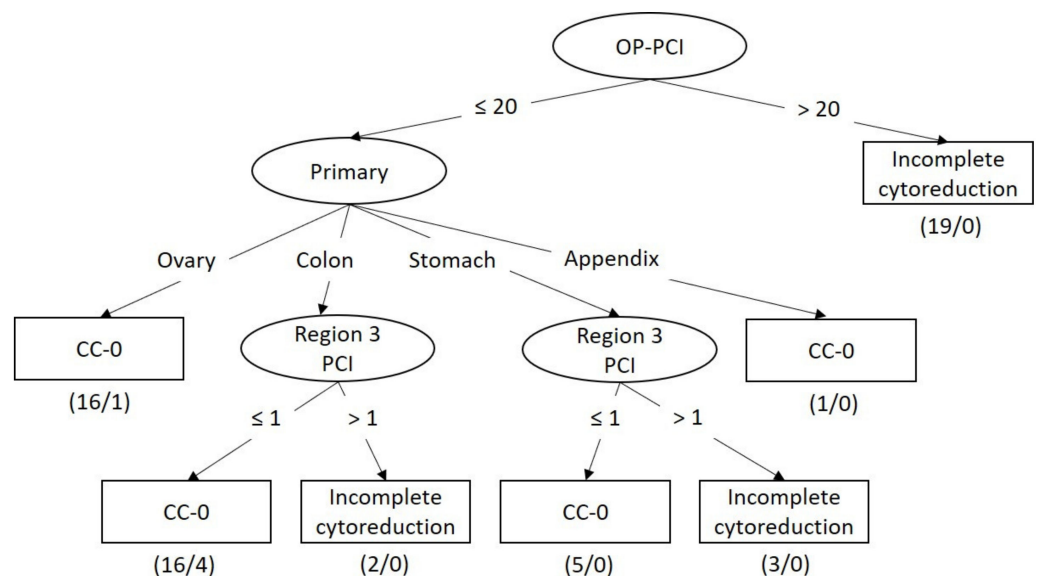 OP-PCI
≤ 20
> 20
Primary
Incomplete
cytoreduction
(19/0)
Ovary
Colon
Stomach
Appendix
CC-0
(16/1)
Region 3
PCI
Region 3
PCI
CC-0
(1/0)
≤ 1
> 1
≤ 1
> 1
CC-0
(16/4)
Incomplete
cytoreduction
(2/0)
CC-0
(5/0)
Incomplete
cytoreduction
(3/0)